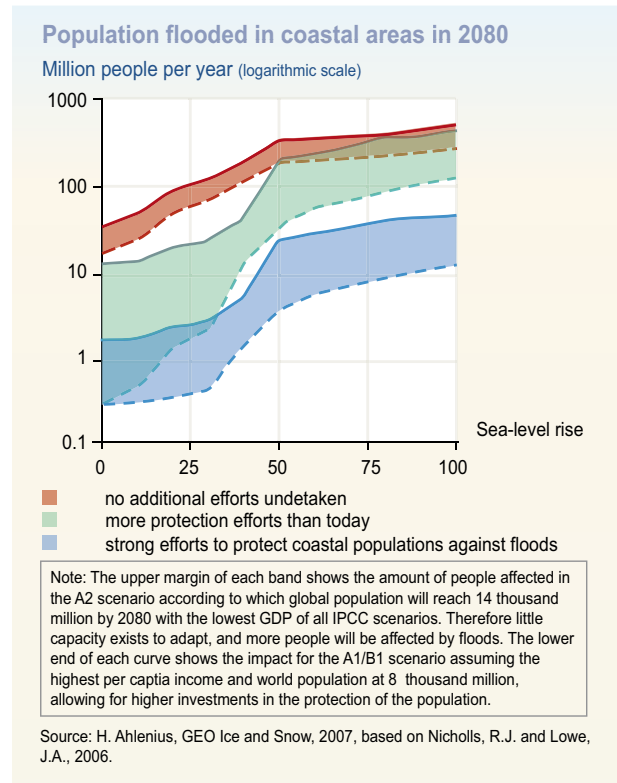 Population flooded in coastal areas in 2080
Million people per year (logarithmic scale)
1000
100
10
1
0.1
0
25
50
75
100
Sea-level rise
no additional efforts undetaken
more protection efforts than today
strong efforts to protect coastal populations against floods
Note: The upper margin of each band shows the amount of people affected in
the A2 scenario according to which global population will reach 14 thousand
million by 2080 with the lowest GDP of all IPCC scenarios. Therefore little
capacity exists to adapt, and more people will be affected by floods. The lower
end of each curve shows the impact for the A1/B1 scenario assuming the
highest per captia income and world population at 8 thousand million,
allowing for higher investments in the protection of the population.
Source: H. Ahlenius, GEO Ice and Snow, 2007, based on Nicholls, R.J. and Lowe,
J.A., 2006.